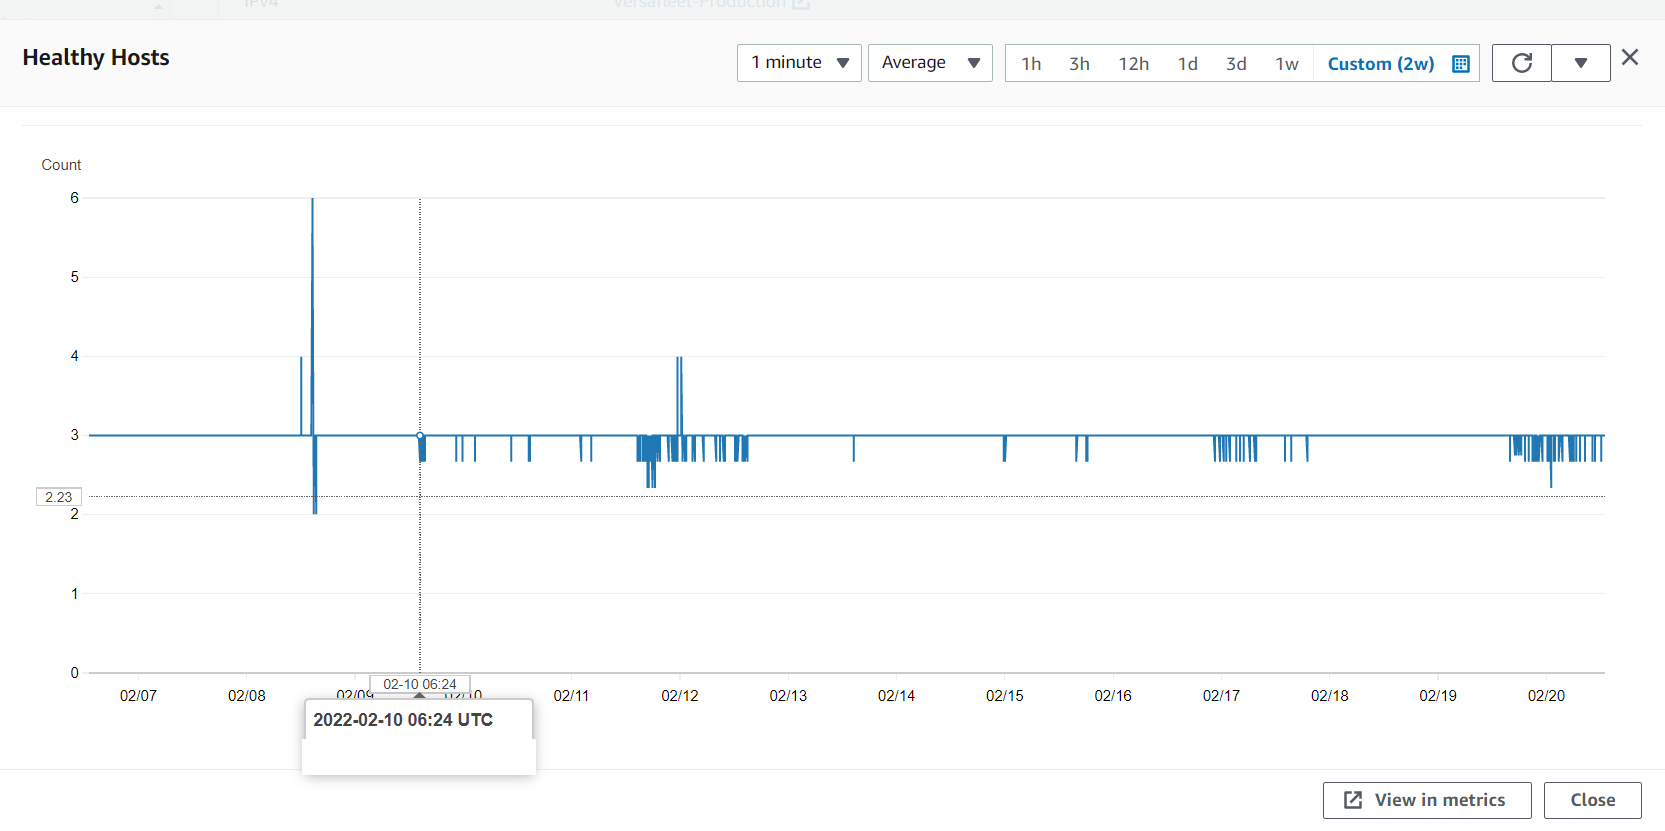 IPv4
Versafleet-Production
Healthy Hosts
1 minute
Average
1h 3h 12h 1d 3d 1w Custom (2w)
Count
6
5
4
3
2.23
2
1
0
02-10 06:24
02/07 02/08 02/09 02/10 02/11 02/12 02/13 02/14 02/15 02/16 02/17 02/18 02/19 02/20
2022-02-10 06:24 UTC
View in metrics
Close